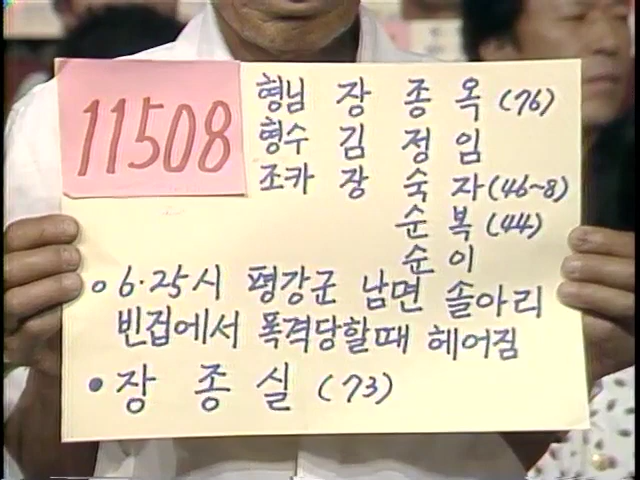 11508
형님 장종옥 (76)
형수 김정임
조카 장숙자 (46~8)
순복 (44)
순이
○ 6·25시 평강군 남면 솔아리
빈집에서 폭격당할때 헤어짐
● 장종실 (73)